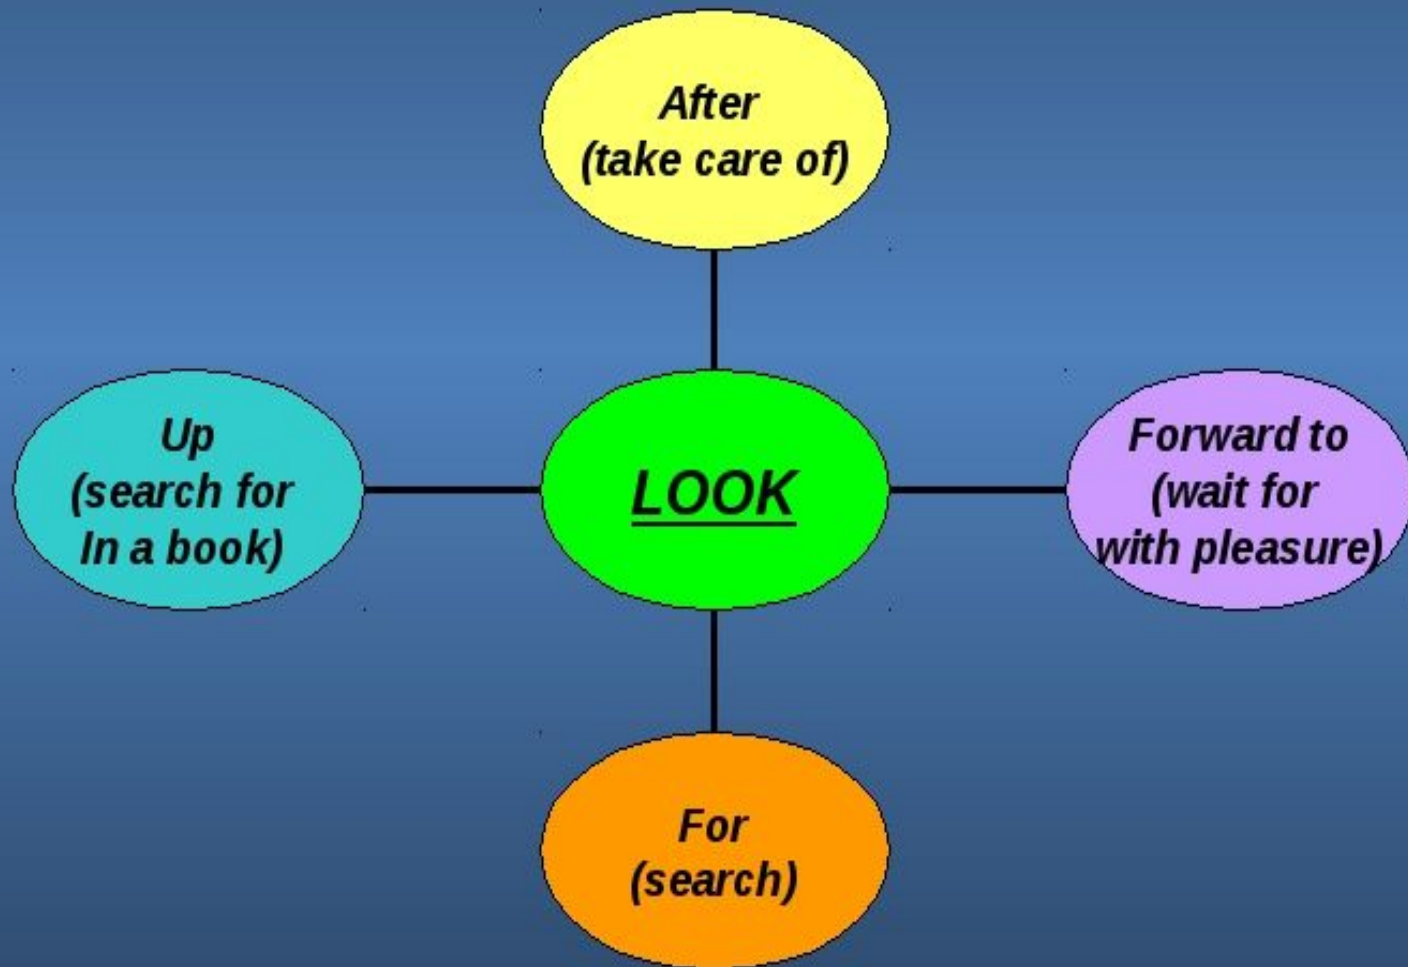 After
(take care of)
Up
(search for
In a book)
LOOK
Forward to
(wait for
with pleasure)
For
(search)